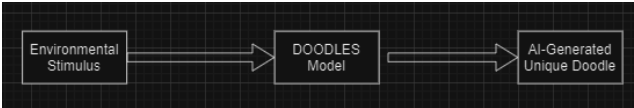 Environmental
Stimulus
DOODLES
Model
AI-Generated
Unique Doodle